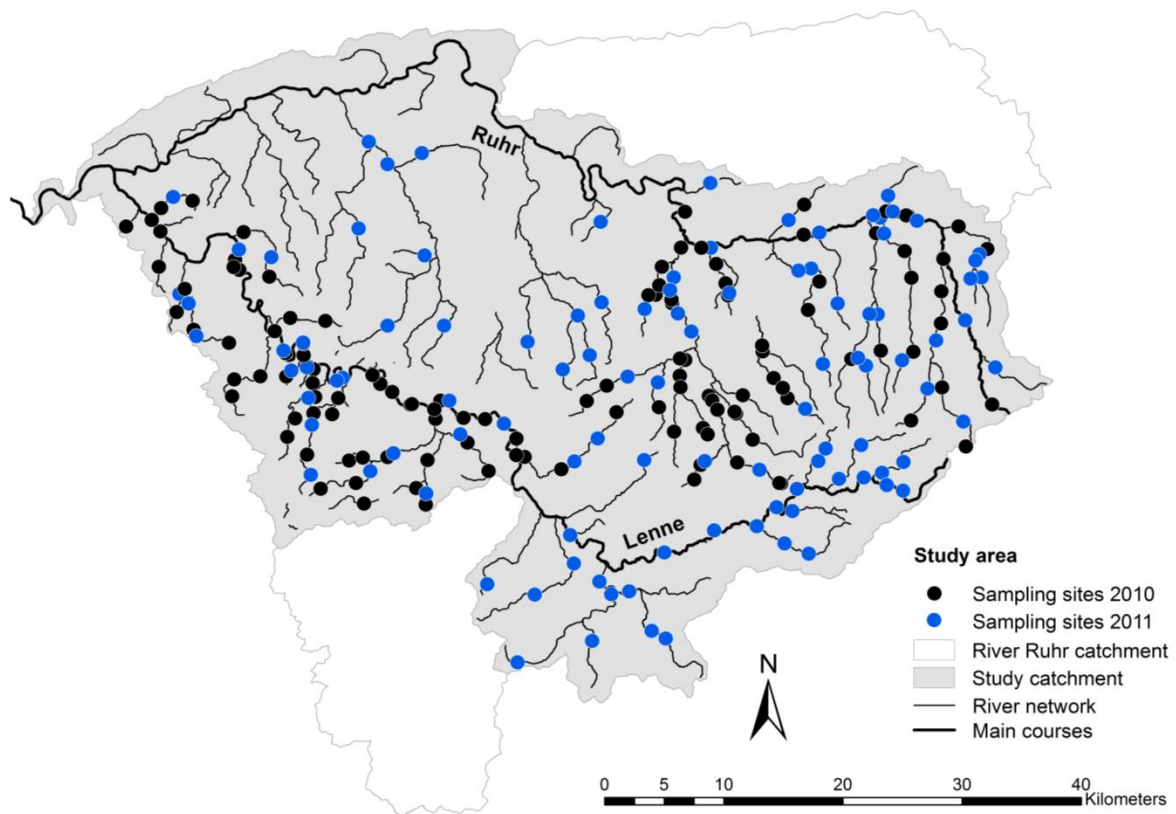 Ruhr
Lenne
Study area
Sampling sites 2010
Sampling sites 2011
River Ruhr catchment
Study catchment
River network
Main courses
N
0 5 10 20 30 40
Kilometers